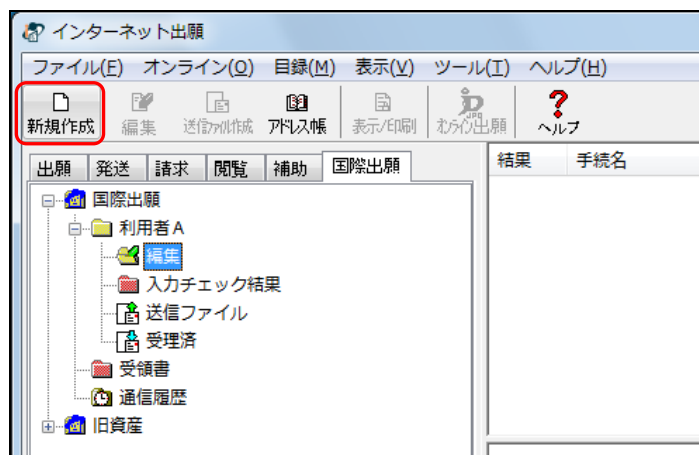 インターネット出願
ファイル(F) オンライン(O) 目録(M) 表示(V) ツール(T) ヘルプ(H)
新規作成 編集 送信ファイル作成 アドレス帳 表示/印刷 オンライン出願 ヘルプ
出願 発送 請求 閲覧 補助 国際出願
結果 手続名
国際出願
利用者A
編集
入力チェック結果
送信ファイル
受理済
受領書
通信履歴
旧資産